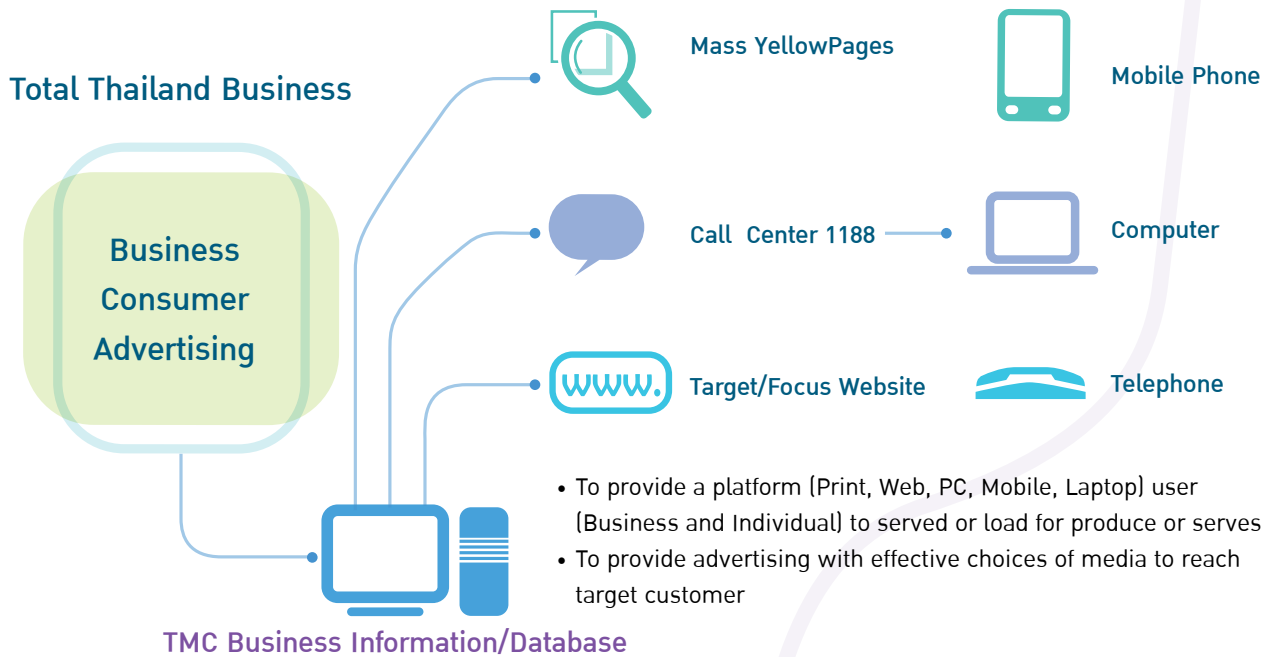 Total Thailand Business
Business
Consumer
Advertising
Mass YellowPages
Mobile Phone
Call Center 1188
Computer
www.
Target/Focus Website
Telephone
• To provide a platform (Print, Web, PC, Mobile, Laptop) user
(Business and Individual) to served or load for produce or serves
• To provide advertising with effective choices of media to reach
target customer
TMC Business Information/Database